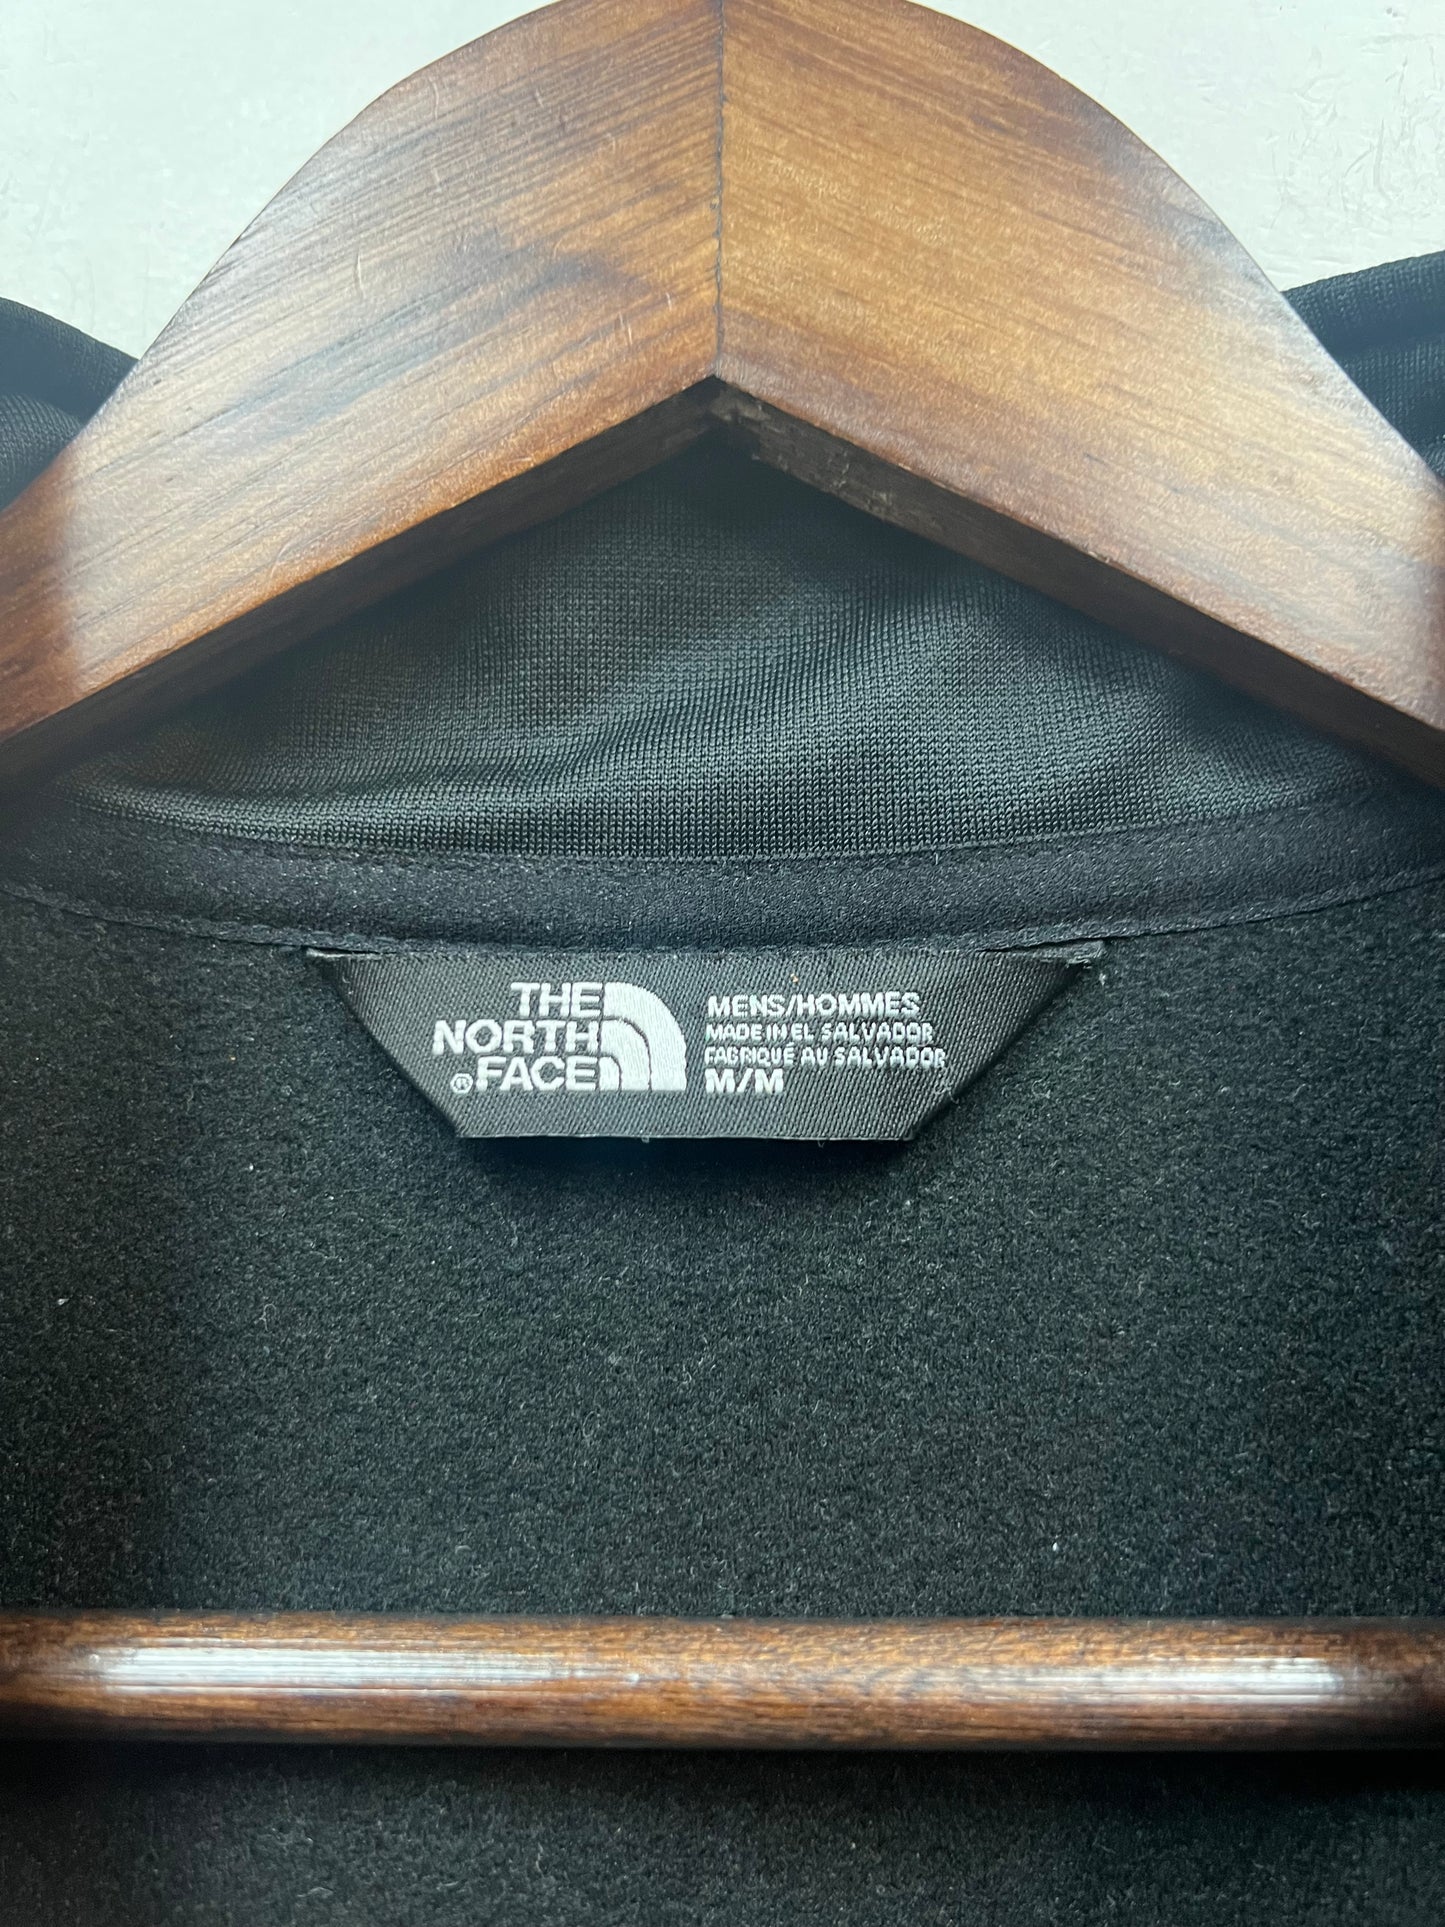 THE
NORTH
FACE
®
MENS/HOMMES
MADE IN EL SALVADOR
FABRIQUÉ AU SALVADOR
M/M